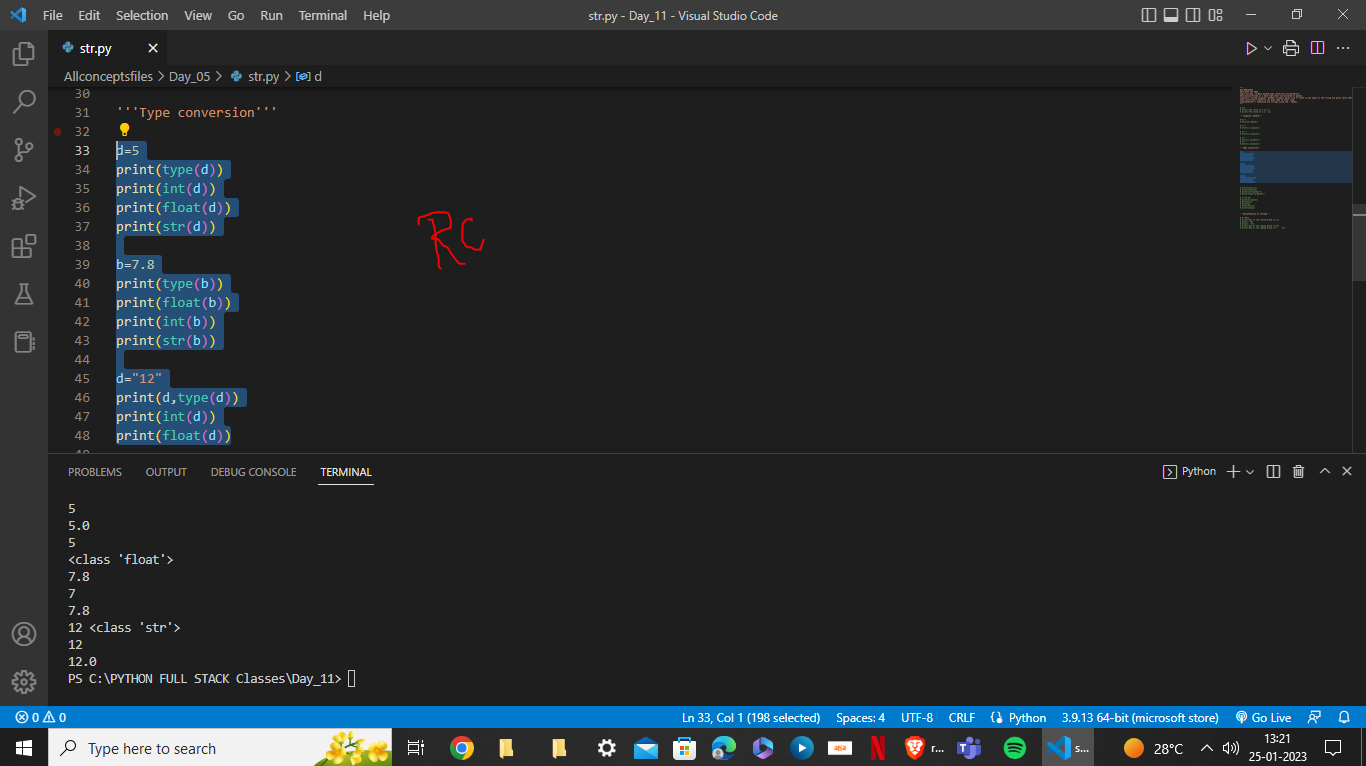 File Edit Selection View Go Run Terminal Help str.py - Day_11 - Visual Studio Code
str.py
Allconceptsfiles > Day_05 > str.py > d
30
31 '''Type conversion'''
32
33 d=5
34 print(type(d))
35 print(int(d))
36 print(float(d))
37 print(str(d))
38
39 b=7.8
40 print(type(b))
41 print(float(b))
42 print(int(b))
43 print(str(b))
44
45 d="12"
46 print(d,type(d))
47 print(int(d))
48 print(float(d))
RC
PROBLEMS OUTPUT DEBUG CONSOLE TERMINAL Python
5
5.0
5
<class 'float'>
7.8
7
7.8
12 <class 'str'>
12
12.0
PS C:\PYTHON FULL STACK Classes\Day_11>
0 0 Ln 33, Col 1 (198 selected) Spaces: 4 UTF-8 CRLF Python 3.9.13 64-bit (microsoft store) Go Live
Type here to search r... s... 28°C 13:21
25-01-2023